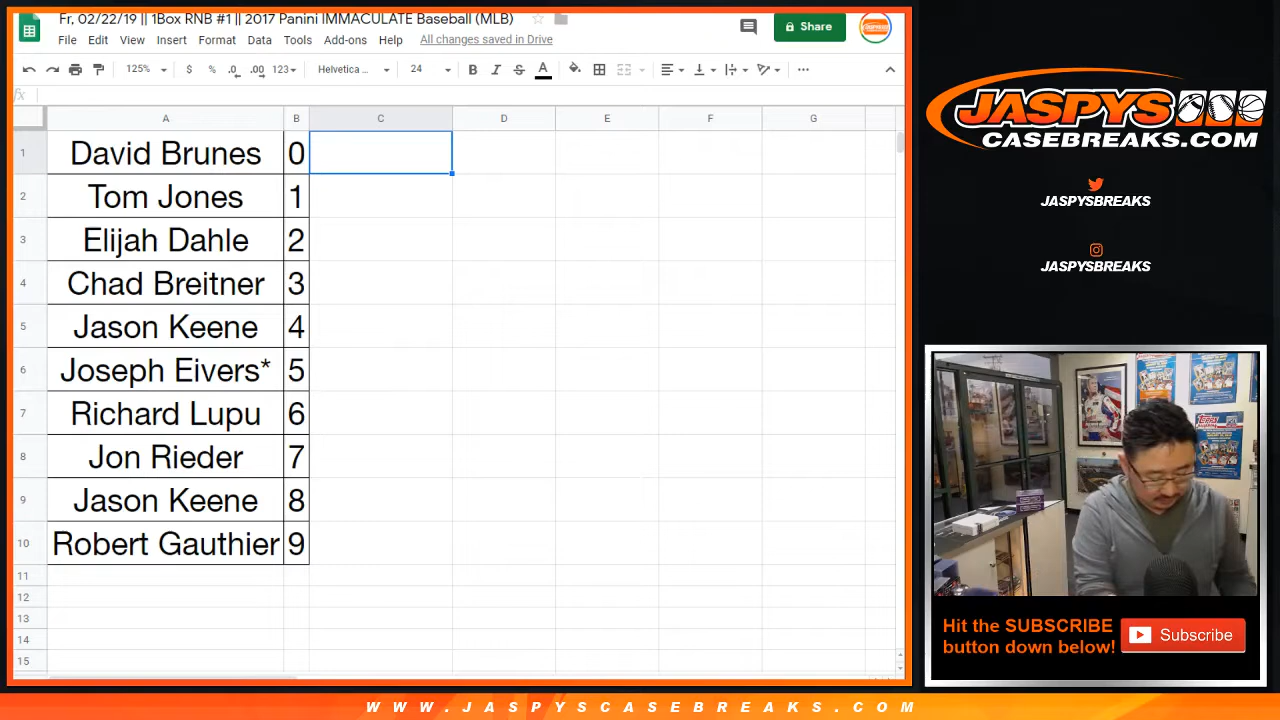 Fr, 02/22/19 || 1Box RNB #1 || 2017 Panini IMMACULATE Baseball (MLB)
File Edit View Insert Format Data Tools Add-ons Help All changes saved in Drive
Share
125% $ % .0 .00 123 Helvetica ... 24 B I S A
fx
A B C D E F G
1 David Brunes 0
2 Tom Jones 1
3 Elijah Dahle 2
4 Chad Breitner 3
5 Jason Keene 4
6 Joseph Eivers* 5
7 Richard Lupu 6
8 Jon Rieder 7
9 Jason Keene 8
10 Robert Gauthier 9
11
12
13
14
15
JASPYS
CASEBREAKS.COM
JASPYSBREAKS
JASPYSBREAKS
Hit the SUBSCRIBE
button down below!
Subscribe
WWW.JASPYSCASEBREAKS.COM